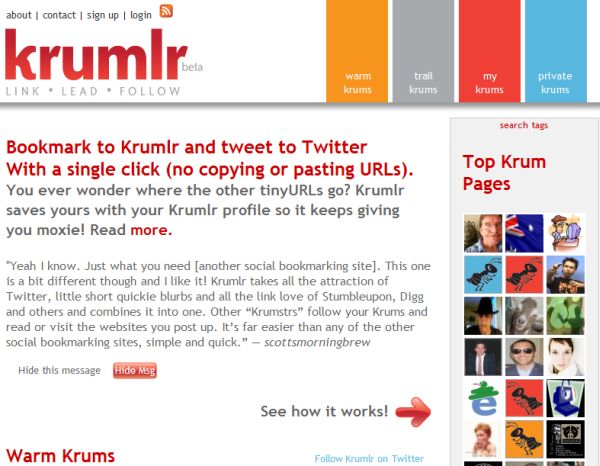 about | contact | sign up | login
krumlr beta
LINK • LEAD • FOLLOW
warm
krums
trail
krums
my
krums
private
krums
Bookmark to Krumlr and tweet to Twitter
With a single click (no copying or pasting URLs).
You ever wonder where the other tinyURLs go? Krumlr
saves yours with your Krumlr profile so it keeps giving
you moxie! Read more.
"Yeah I know. Just what you need [another social bookmarking site]. This one
is a bit different though and I like it! Krumlr takes all the attraction of
Twitter, little short quickie blurbs and all the link love of Stumbleupon, Digg
and others and combines it into one. Other “Krumstrs” follow your Krums and
read or visit the websites you post up. It’s far easier than any of the other
social bookmarking sites, simple and quick.” — scottsmorningbrew
Hide this message Hide Msg
See how it works!
Warm Krums
Follow Krumlr on Twitter
search tags
Top Krum
Pages